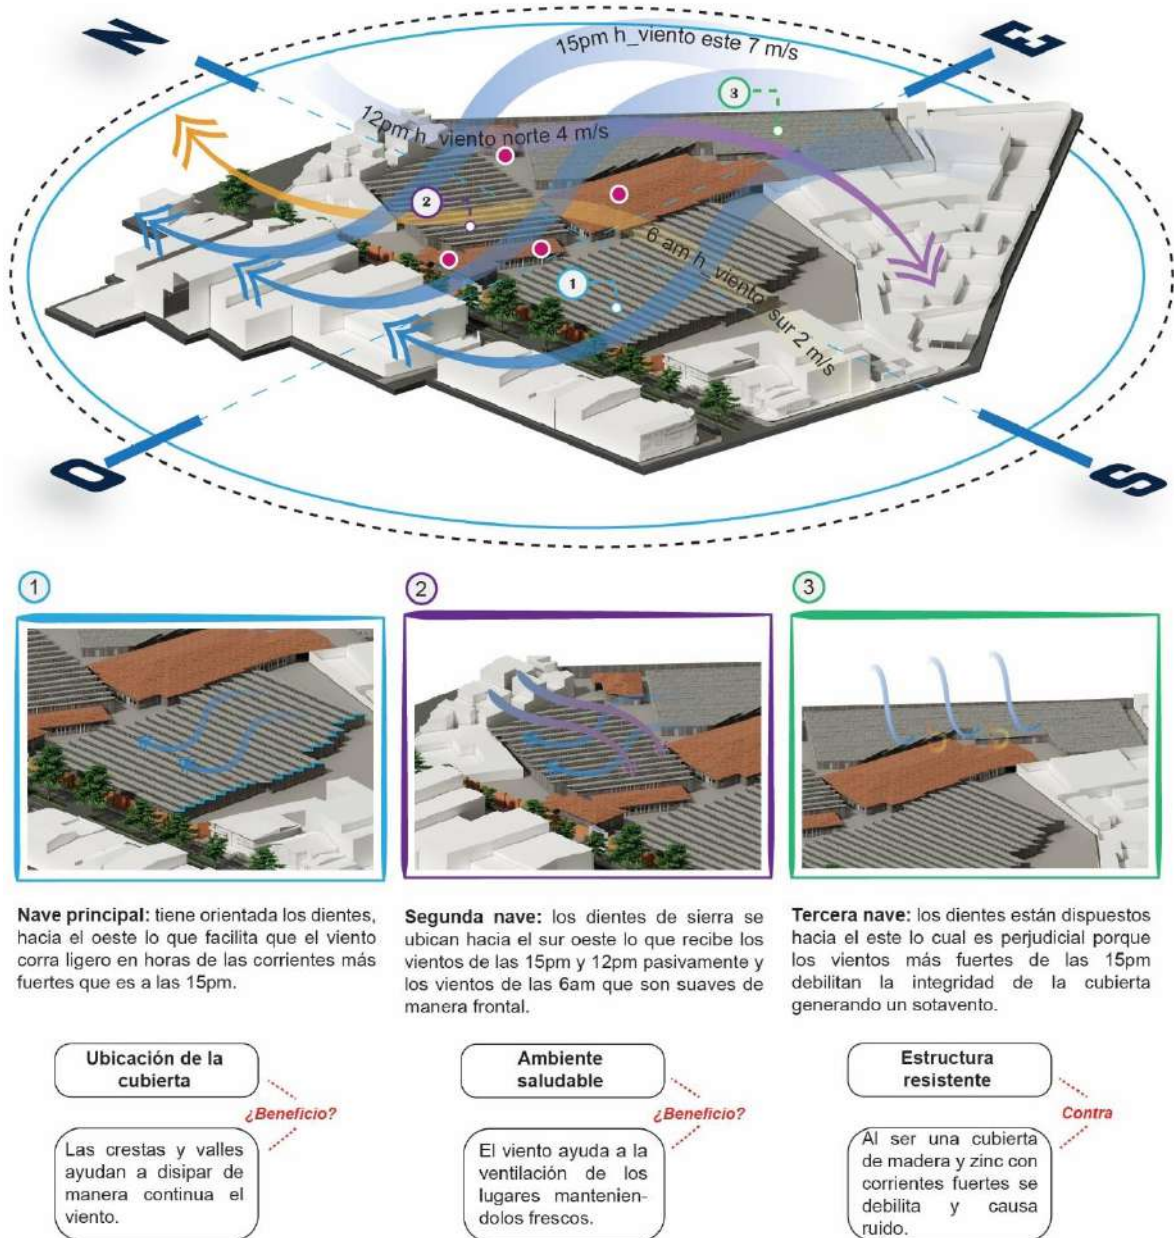 N
E
15pm h_viento este 7 m/s
3
12pm h_viento norte 4 m/s
2
6 am h_viento sur 2 m/s
1
O
S
1
2
3
Nave principal: tiene orientada los dientes,
hacia el oeste lo que facilita que el viento
corra ligero en horas de las corrientes más
fuertes que es a las 15pm.
Segunda nave: los dientes de sierra se
ubican hacia el sur oeste lo que recibe los
vientos de las 15pm y 12pm pasivamente y
los vientos de las 6am que son suaves de
manera frontal.
Tercera nave: los dientes están dispuestos
hacia el este lo cual es perjudicial porque
los vientos más fuertes de las 15pm
debilitan la integridad de la cubierta
generando un sotavento.
Ubicación de la
cubierta
¿Beneficio?
Las crestas y valles
ayudan a disipar de
manera continua el
viento.
Ambiente
saludable
¿Beneficio?
El viento ayuda a la
ventilación de los
lugares mantenien-
dolos frescos.
Estructura
resistente
Contra
Al ser una cubierta
de madera y zinc con
corrientes fuertes se
debilita y causa
ruido.